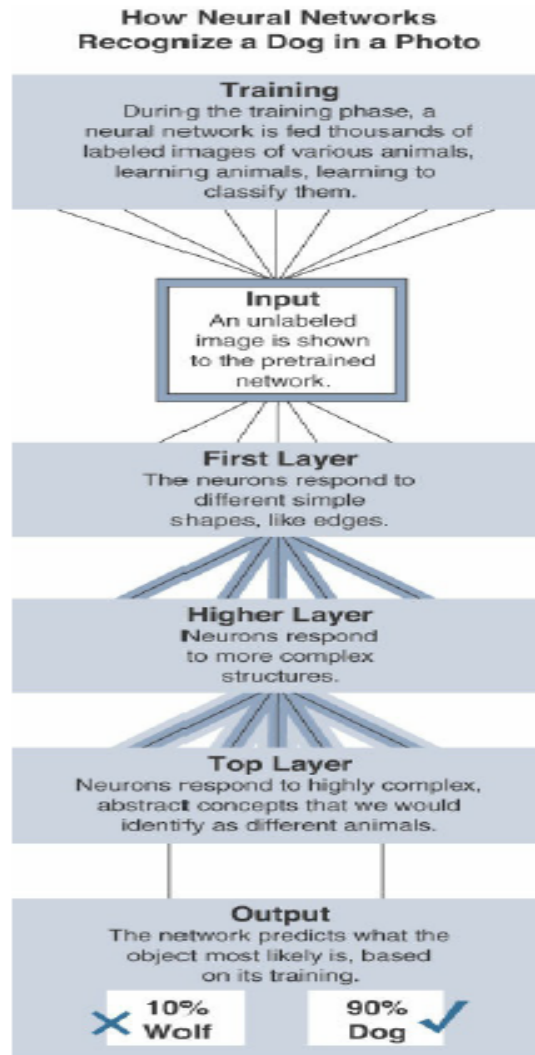 How Neural Networks
Recognize a Dog in a Photo
Training
During the training phase, a
neural network is fed thousands of
labeled images of various animals,
learning animals, learning to
classify them.
Input
An unlabeled
image is shown
to the pretrained
network.
First Layer
The neurons respond to
different simple
shapes, like edges.
Higher Layer
Neurons respond
to more complex
structures.
Top Layer
Neurons respond to highly complex,
abstract concepts that we would
identify as different animals.
Output
The network predicts what the
object most likely is, based
on its training.
10%
Wolf
90%
Dog